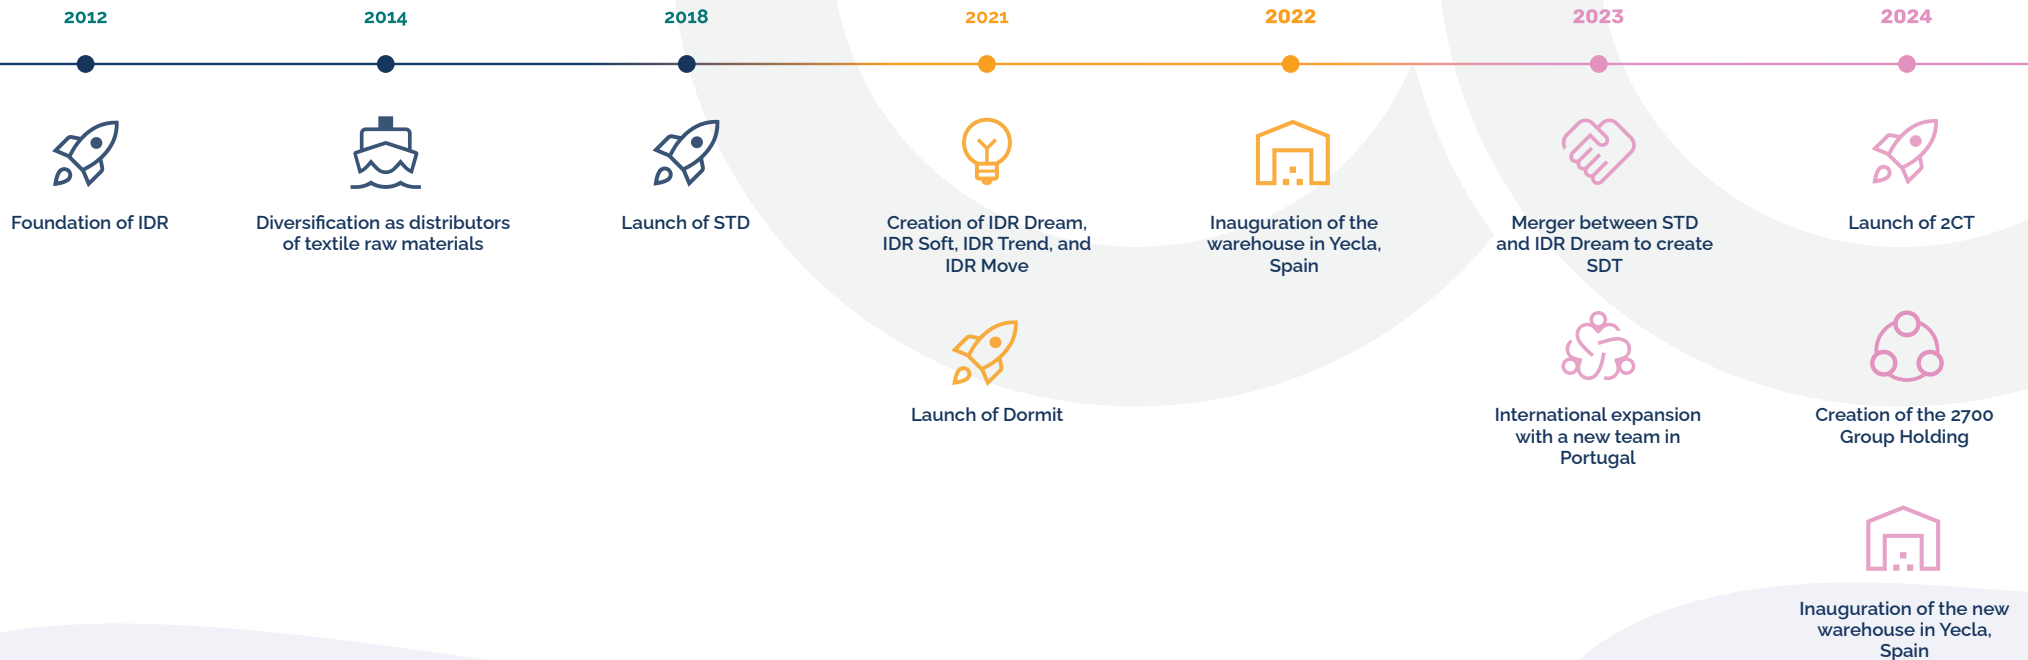 2012
Foundation of IDR
2014
Diversification as distributors
of textile raw materials
2018
Launch of STD
2021
Creation of IDR Dream,
IDR Soft, IDR Trend, and
IDR Move
Launch of Dormit
2022
Inauguration of the
warehouse in Yecla,
Spain
2023
Merger between STD
and IDR Dream to create
SDT
International expansion
with a new team in
Portugal
2024
Launch of 2CT
Creation of the 2700
Group Holding
Inauguration of the new
warehouse in Yecla,
Spain